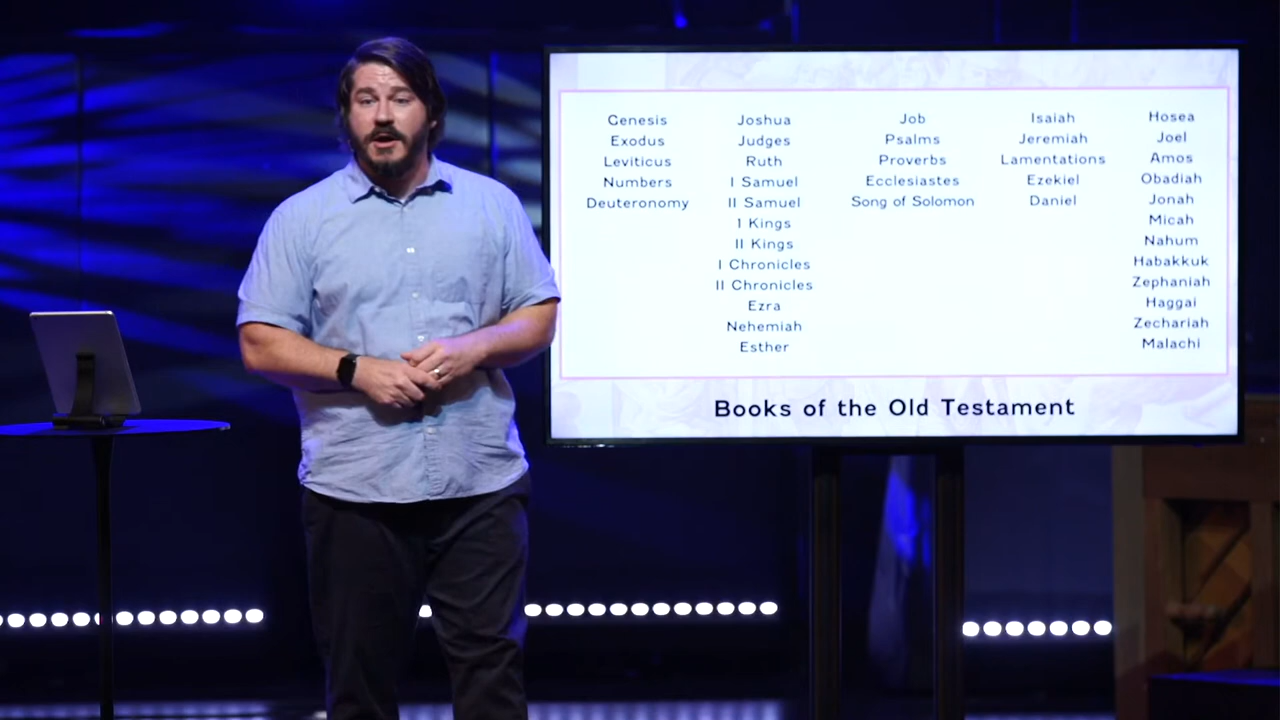 Genesis
Exodus
Leviticus
Numbers
Deuteronomy
Joshua
Judges
Ruth
I Samuel
II Samuel
I Kings
II Kings
I Chronicles
II Chronicles
Ezra
Nehemiah
Esther
Job
Psalms
Proverbs
Ecclesiastes
Song of Solomon
Isaiah
Jeremiah
Lamentations
Ezekiel
Daniel
Hosea
Joel
Amos
Obadiah
Jonah
Micah
Nahum
Habakkuk
Zephaniah
Haggai
Zechariah
Malachi
Books of the Old Testament